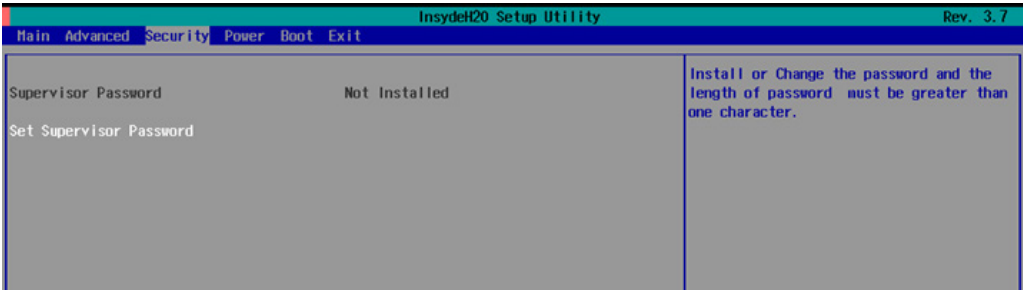 InsydeH20 Setup Utility Rev. 3.7
Main Advanced Security Power Boot Exit
Supervisor Password Not Installed
Set Supervisor Password
Install or Change the password and the
length of password must be greater than
one character.